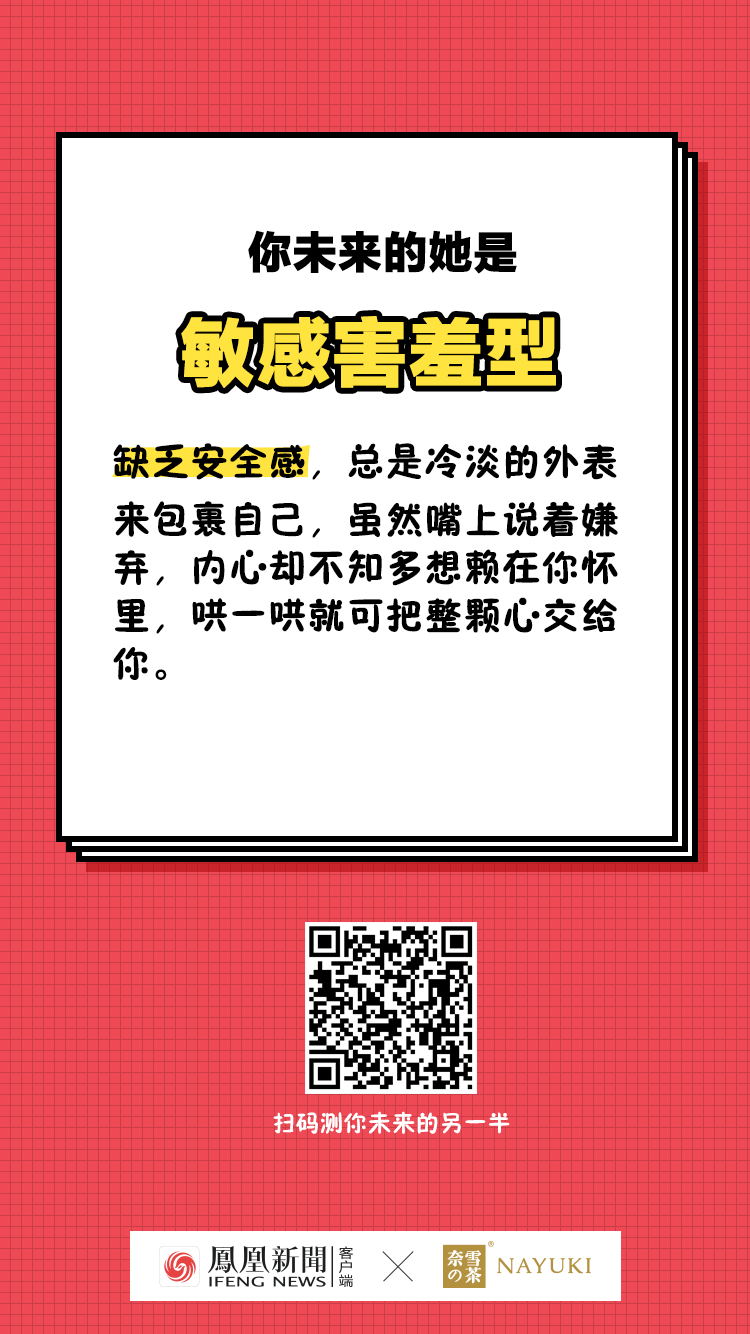 你未来的她是
敏感害羞型
缺乏安全感，总是冷淡的外表
来包裹自己，虽然嘴上说着嫌
弃，内心却不知多想赖在你怀
里，哄一哄就可把整颗心交给
你。
扫码测你未来的另一半
鳳凰新聞 客户端
IFENG NEWS
奈雪の茶® NAYUKI